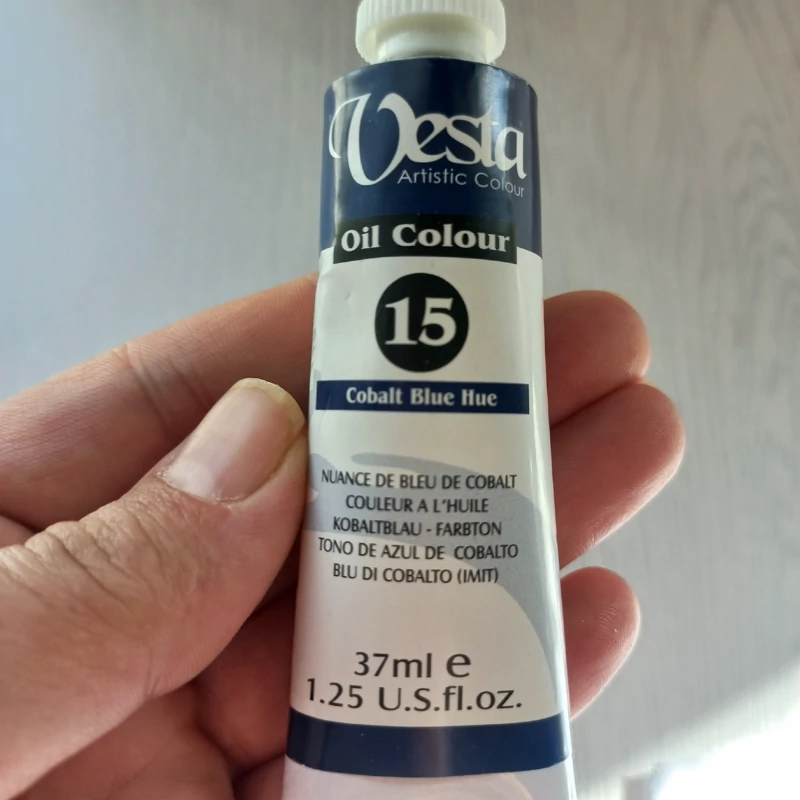 Vesta
Artistic Colour
Oil Colour
15
Cobalt Blue Hue
NUANCE DE BLEU DE COBALT
COULEUR A L'HUILE
KOBALTBLAU - FARBTON
TONO DE AZUL DE COBALTO
BLU DI COBALTO (IMIT)
37ml e
1.25 U.S.fl.oz.